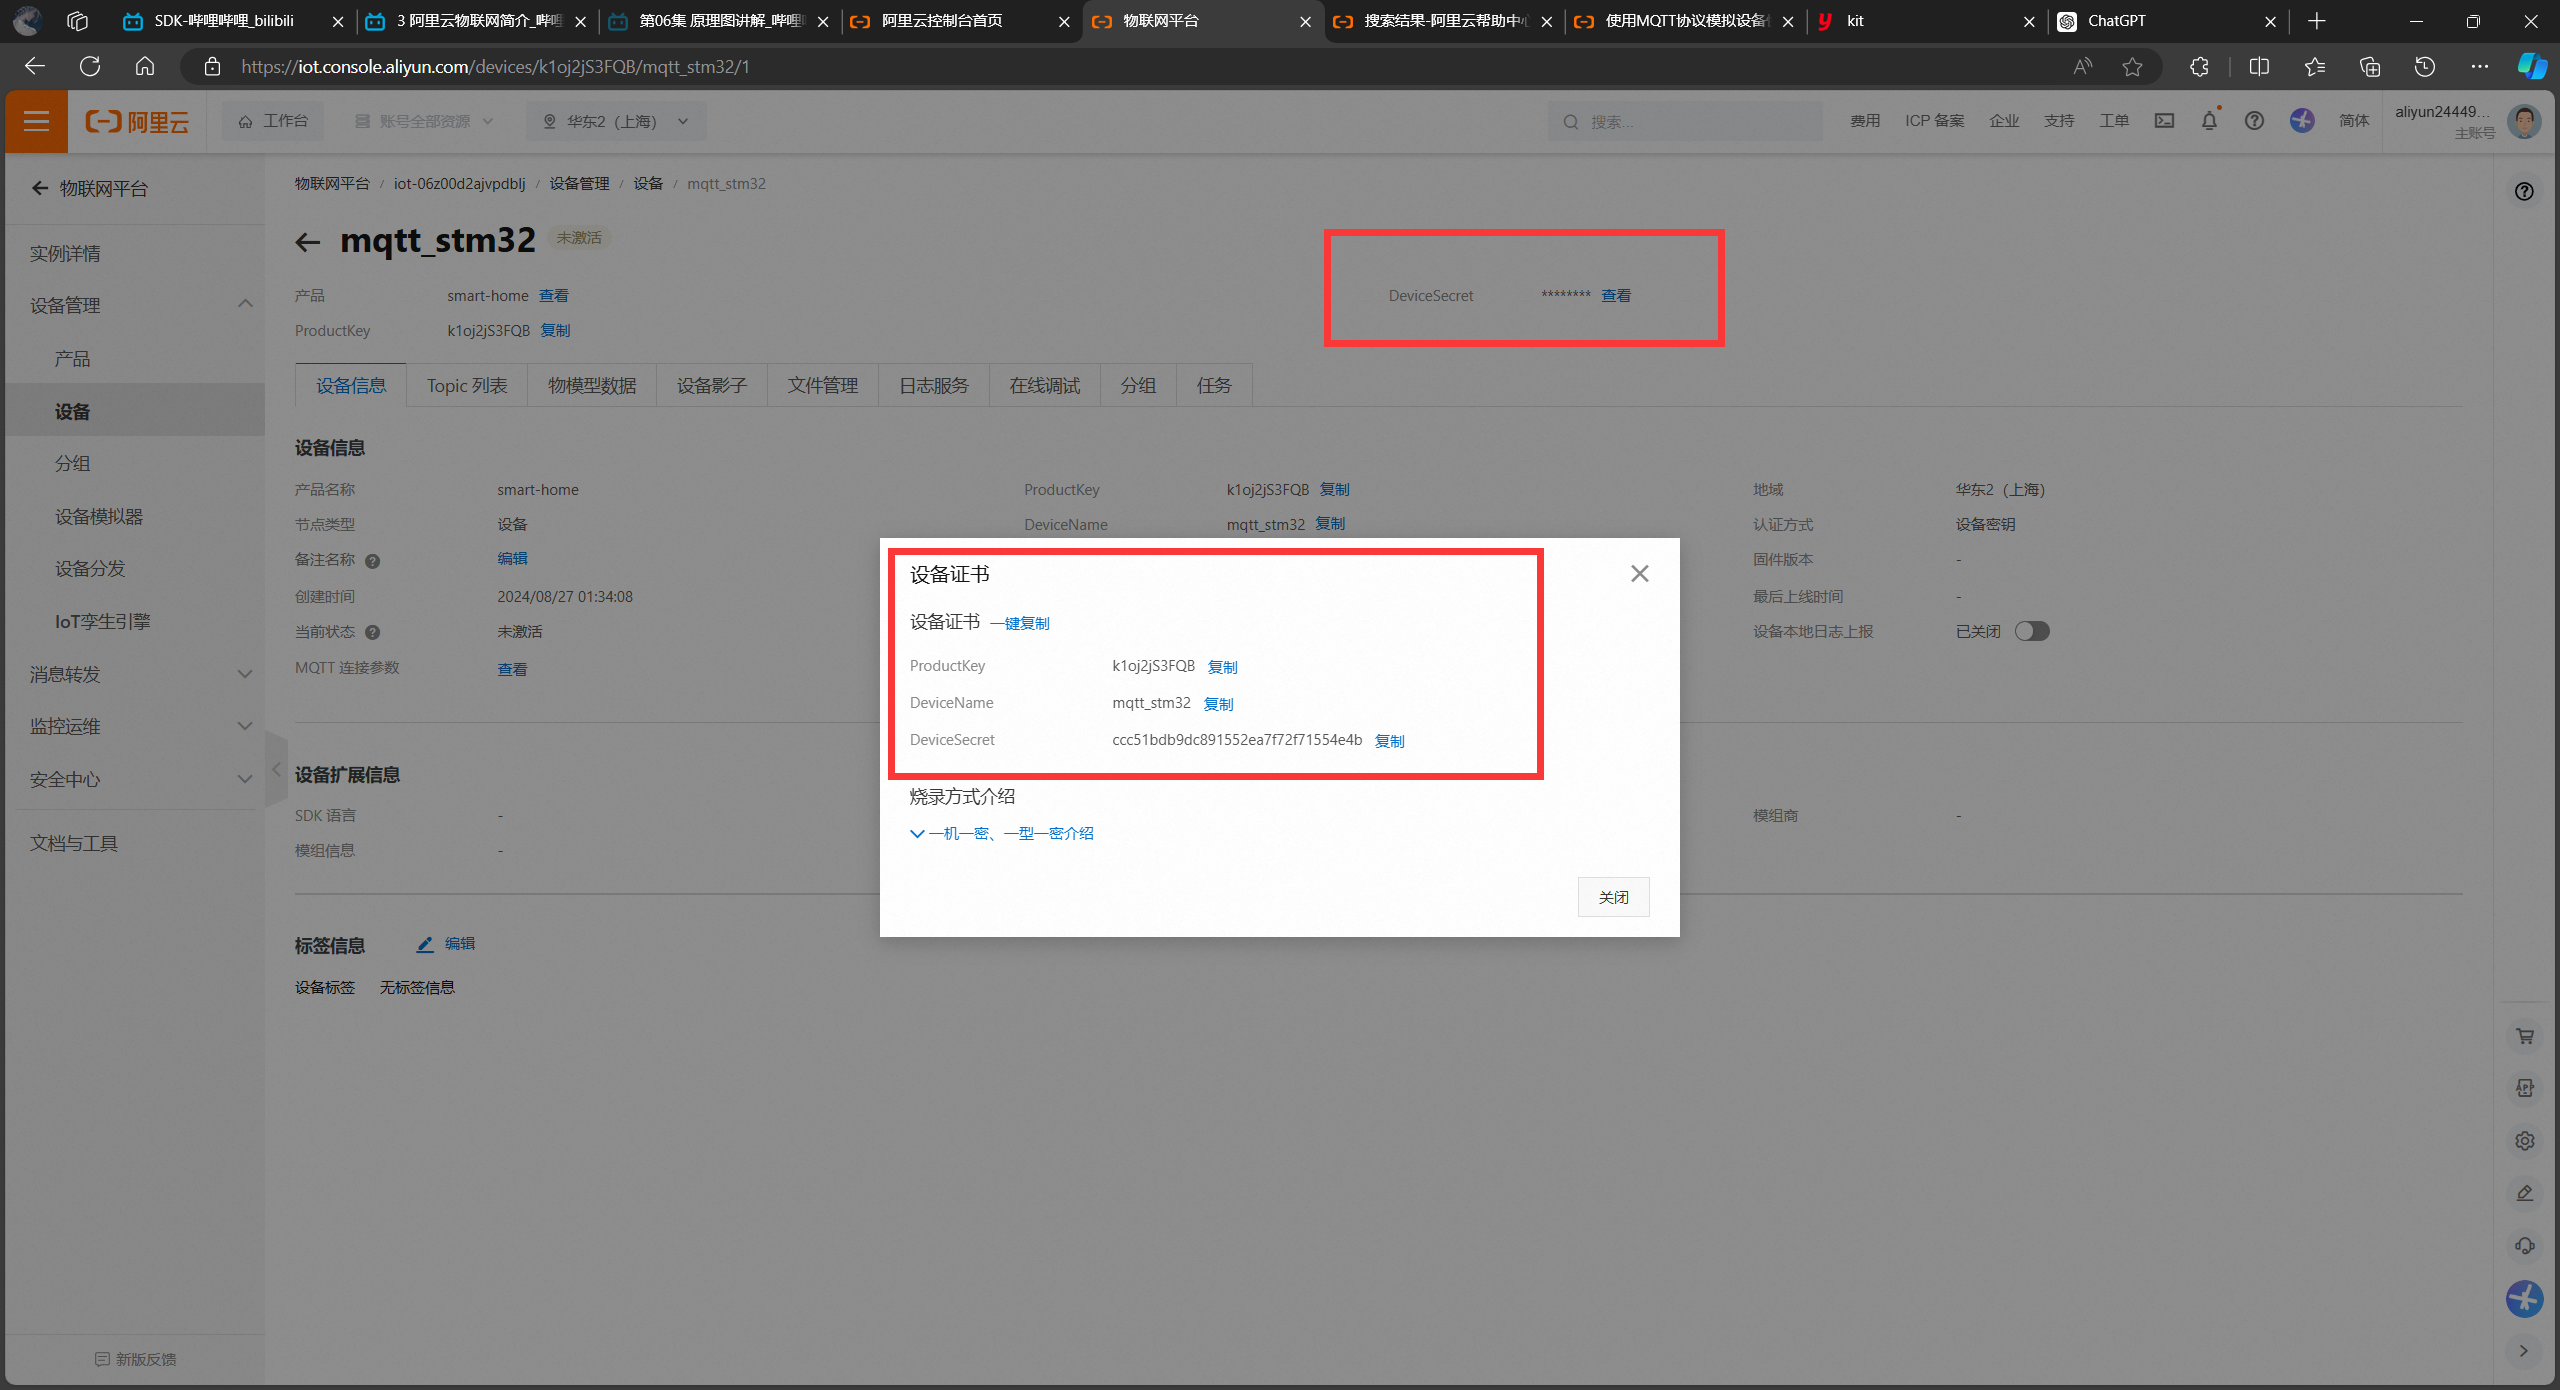 SDK-哔哩哔哩_bilibili
3 阿里云物联网简介_哔哩
第06集 原理图讲解_哔哩
阿里云控制台首页
物联网平台
搜索结果-阿里云帮助中心
使用MQTT协议模拟设备
kit
ChatGPT
https://iot.console.aliyun.com/devices/k1oj2jS3FQB/mqtt_stm32/1
阿里云
工作台
账号全部资源
华东2（上海）
搜索...
费用
ICP 备案
企业
支持
工单
简体
aliyun24449...
主账号
物联网平台
物联网平台 / iot-06z00d2ajvpdblj / 设备管理 / 设备 / mqtt_stm32
mqtt_stm32 未激活
实例详情
设备管理
产品
设备
分组
设备模拟器
设备分发
IoT孪生引擎
消息转发
监控运维
安全中心
文档与工具
新版反馈
产品 smart-home 查看
DeviceSecret ******** 查看
ProductKey k1oj2jS3FQB 复制
设备信息 Topic 列表 物模型数据 设备影子 文件管理 日志服务 在线调试 分组 任务
设备信息
产品名称 smart-home
ProductKey k1oj2jS3FQB 复制
地域 华东2（上海）
节点类型 设备
DeviceName mqtt_stm32 复制
认证方式 设备密钥
备注名称 编辑
固件版本 -
创建时间 2024/08/27 01:34:08
最后上线时间 -
当前状态 未激活
设备本地日志上报 已关闭
MQTT 连接参数 查看
设备证书
设备证书 一键复制
ProductKey k1oj2jS3FQB 复制
DeviceName mqtt_stm32 复制
DeviceSecret ccc51bdb9dc891552ea7f72f71554e4b 复制
烧录方式介绍
一机一密、一型一密介绍
关闭
设备扩展信息
SDK 语言 -
模组商 -
模组信息 -
标签信息 编辑
设备标签 无标签信息
APP